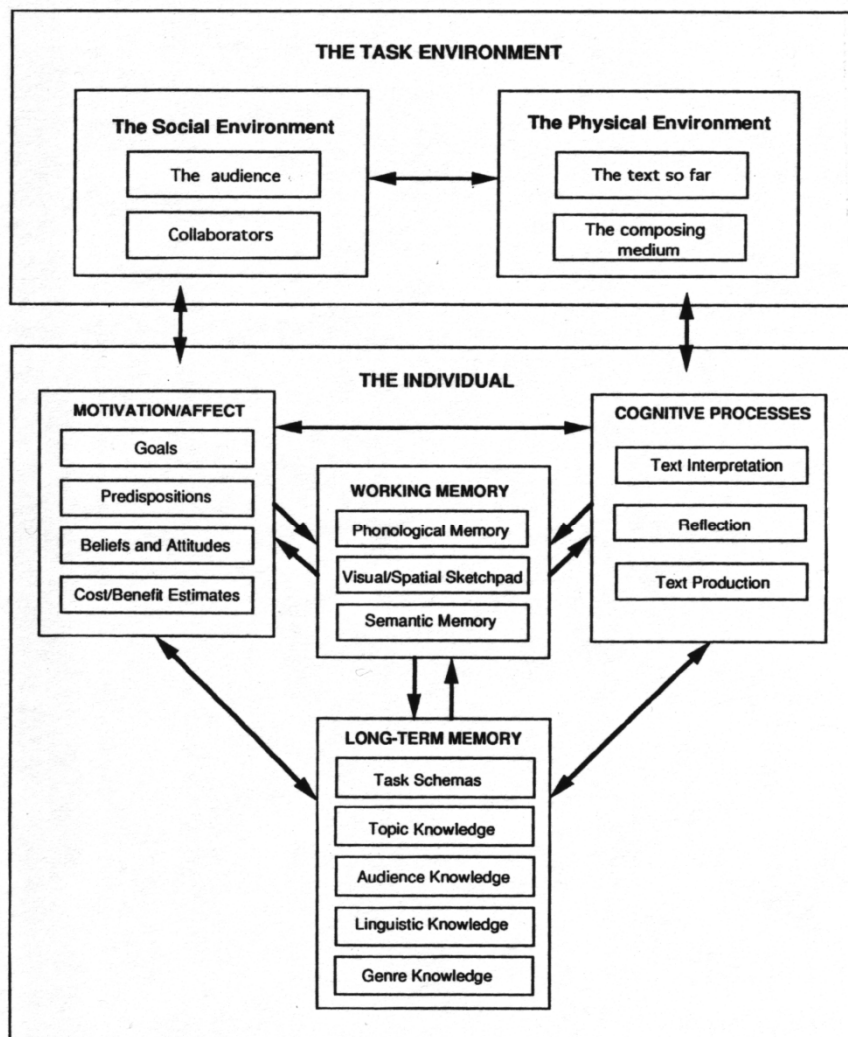 THE TASK ENVIRONMENT
The Social Environment
The audience
Collaborators
The Physical Environment
The text so far
The composing
medium
THE INDIVIDUAL
MOTIVATION/AFFECT
Goals
Predispositions
Beliefs and Attitudes
Cost/Benefit Estimates
WORKING MEMORY
Phonological Memory
Visual/Spatial Sketchpad
Semantic Memory
COGNITIVE PROCESSES
Text Interpretation
Reflection
Text Production
LONG-TERM MEMORY
Task Schemas
Topic Knowledge
Audience Knowledge
Linguistic Knowledge
Genre Knowledge